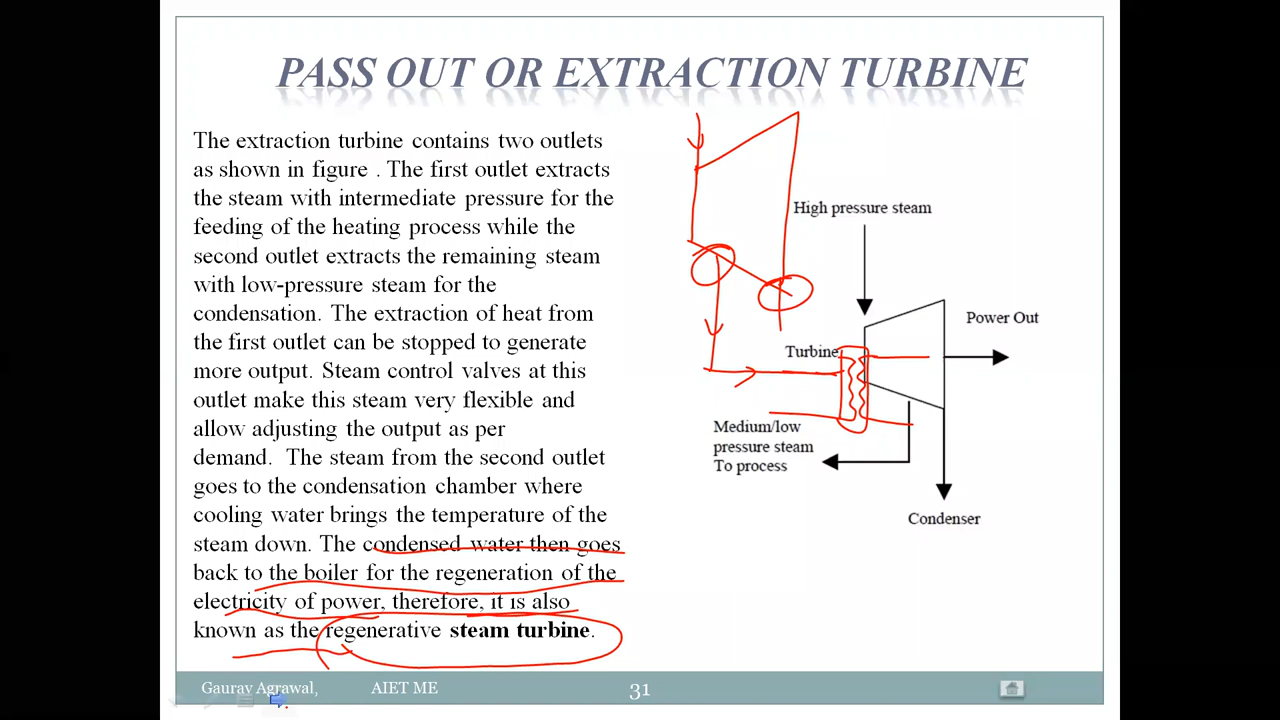 PASS OUT OR EXTRACTION TURBINE
The extraction turbine contains two outlets
as shown in figure . The first outlet extracts
the steam with intermediate pressure for the
feeding of the heating process while the
second outlet extracts the remaining steam
with low-pressure steam for the
condensation. The extraction of heat from
the first outlet can be stopped to generate
more output. Steam control valves at this
outlet make this steam very flexible and
allow adjusting the output as per
demand. The steam from the second outlet
goes to the condensation chamber where
cooling water brings the temperature of the
steam down. The condensed water then goes
back to the boiler for the regeneration of the
electricity of power, therefore, it is also
known as the regenerative steam turbine.
High pressure steam
Power Out
Turbine
Medium/low
pressure steam
To process
Condenser
Gaurav Agrawal, AIET ME
31